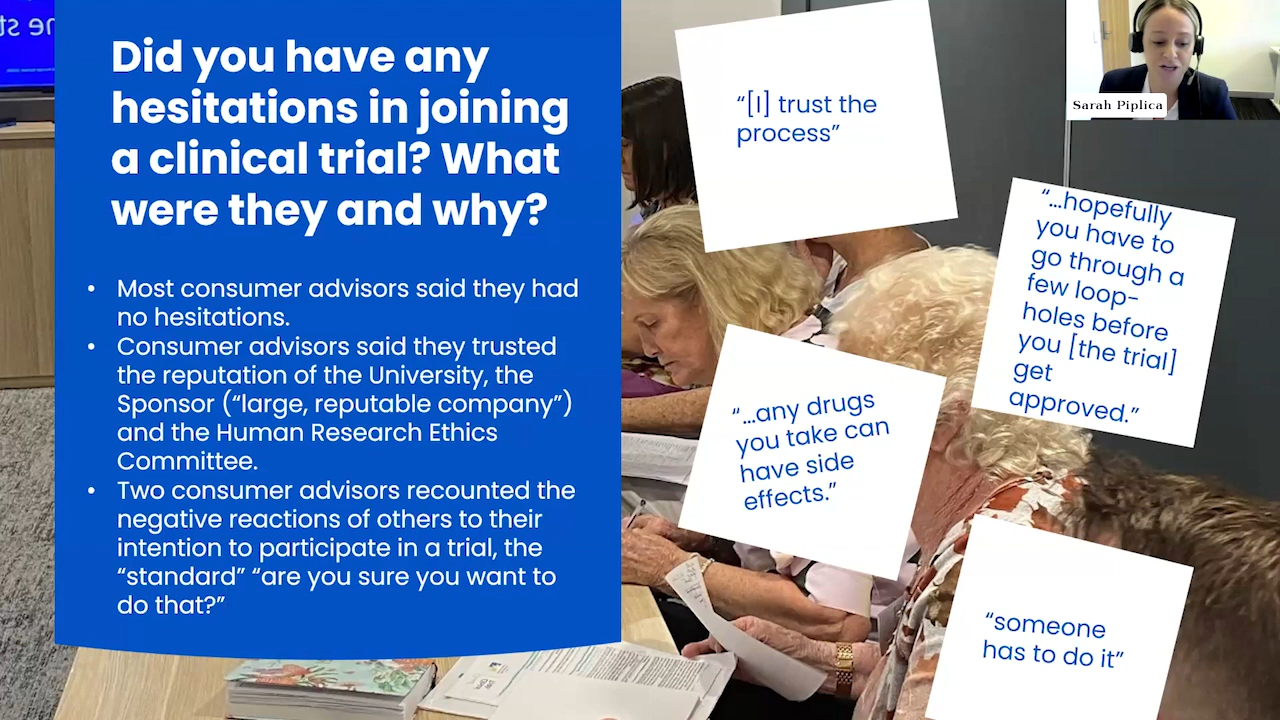 Did you have any
hesitations in joining
a clinical trial? What
were they and why?
• Most consumer advisors said they had
no hesitations.
• Consumer advisors said they trusted
the reputation of the University, the
Sponsor (“large, reputable company”)
and the Human Research Ethics
Committee.
• Two consumer advisors recounted the
negative reactions of others to their
intention to participate in a trial, the
“standard” “are you sure you want to
do that?”
“[I] trust the
process”
“...hopefully
you have to
go through a
few loop-
holes before
you [the trial]
get
approved.”
“...any drugs
you take can
have side
effects.”
“someone
has to do it”
Sarah Piplica